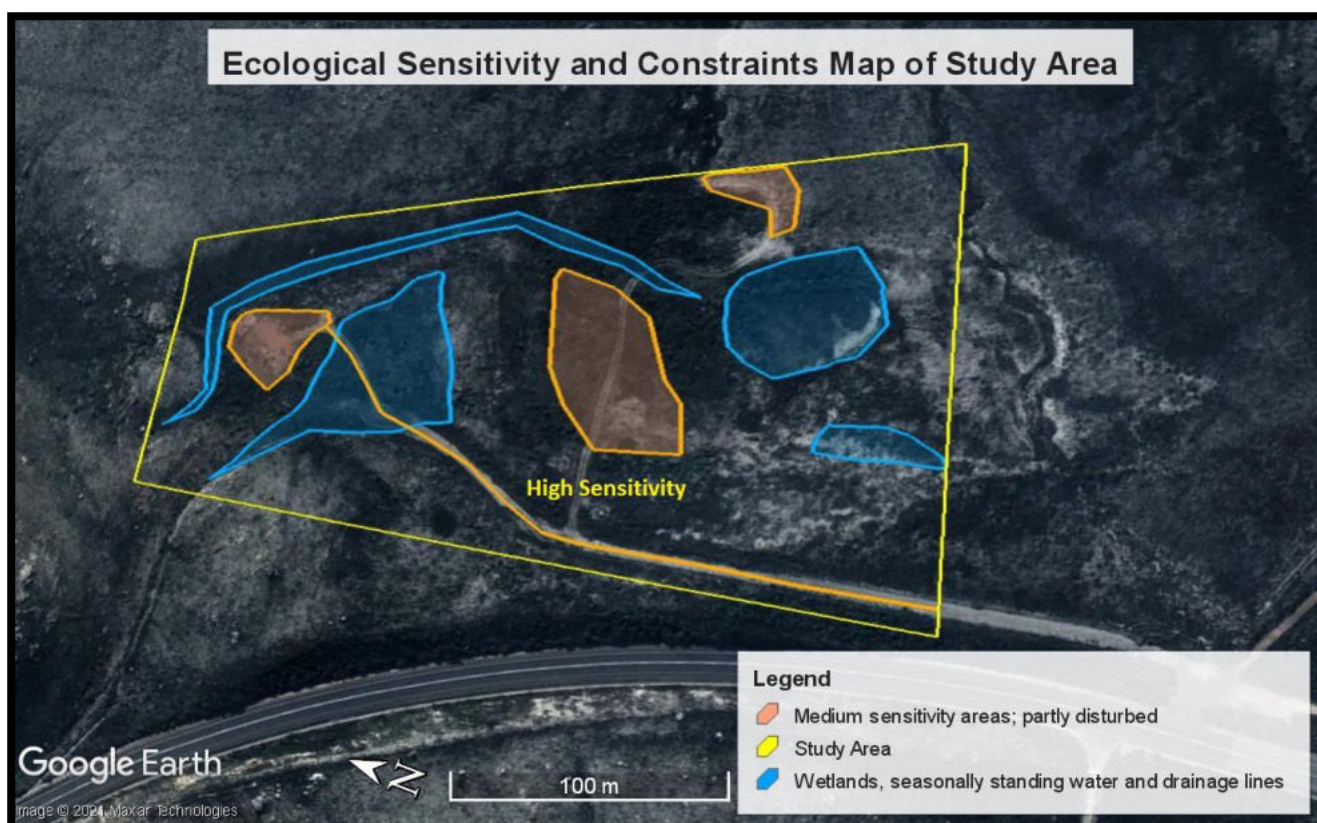 Ecological Sensitivity and Constraints Map of Study Area
High Sensitivity
Legend
Medium sensitivity areas; partly disturbed
Study Area
Wetlands, seasonally standing water and drainage lines
Google Earth
N
100 m
Image © 2021 Maxar Technologies